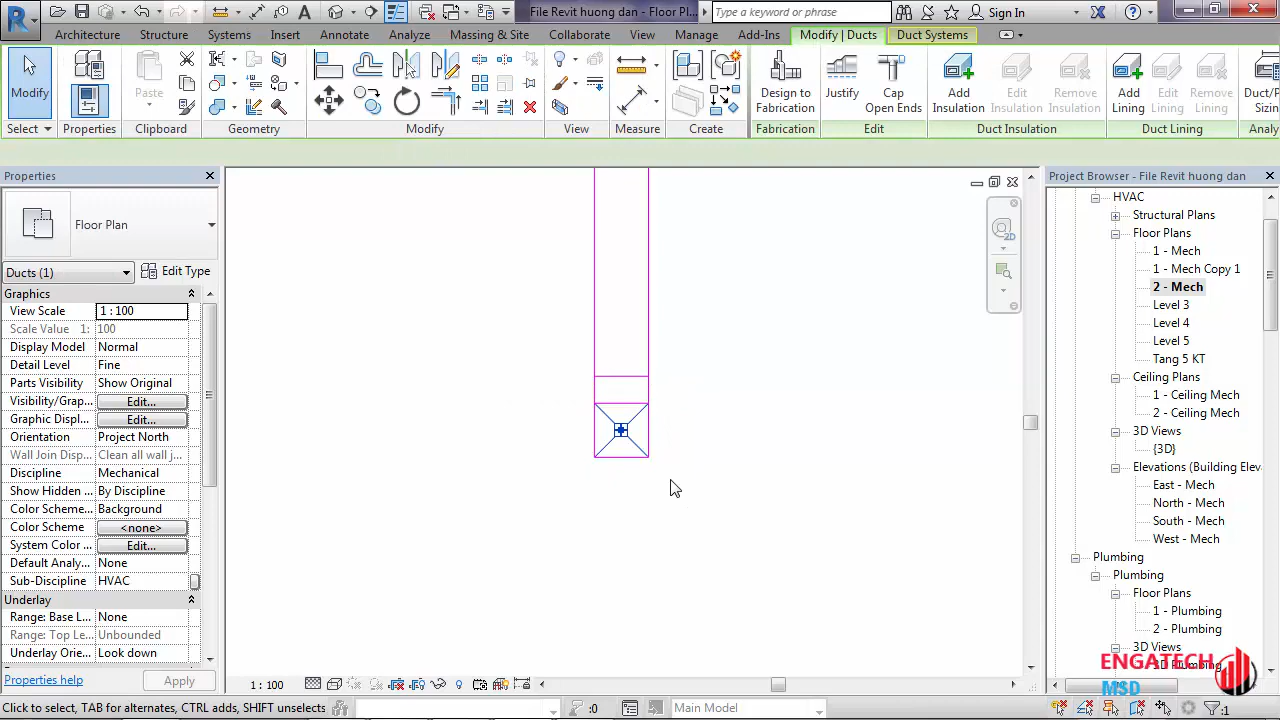 File Revit huong dan - Floor Pl...
Type a keyword or phrase
Sign In
Architecture
Structure
Systems
Insert
Annotate
Analyze
Massing & Site
Collaborate
View
Manage
Add-Ins
Modify | Ducts
Duct Systems
Modify
Paste
Design to Fabrication
Justify
Cap Open Ends
Add Insulation
Edit Insulation
Remove Insulation
Add Lining
Edit Lining
Remove Lining
Duct/P
Sizin
Select
Properties
Clipboard
Geometry
Modify
View
Measure
Create
Fabrication
Edit
Duct Insulation
Duct Lining
Analy
Properties
Floor Plan
Ducts (1)
Edit Type
Graphics
View Scale 1 : 100
Scale Value 1: 100
Display Model Normal
Detail Level Fine
Parts Visibility Show Original
Visibility/Grap... Edit...
Graphic Displ... Edit...
Orientation Project North
Wall Join Disp... Clean all wall j...
Discipline Mechanical
Show Hidden ... By Discipline
Color Scheme... Background
Color Scheme <none>
System Color ... Edit...
Default Analy... None
Sub-Discipline HVAC
Underlay
Range: Base L... None
Range: Top Le... Unbounded
Underlay Orie... Look down
Properties help
Apply
2D
1 : 100
Project Browser - File Revit huong dan
HVAC
Structural Plans
Floor Plans
1 - Mech
1 - Mech Copy 1
2 - Mech
Level 3
Level 4
Level 5
Tang 5 KT
Ceiling Plans
1 - Ceiling Mech
2 - Ceiling Mech
3D Views
{3D}
Elevations (Building Elev
East - Mech
North - Mech
South - Mech
West - Mech
Plumbing
Plumbing
Floor Plans
1 - Plumbing
2 - Plumbing
3D Views
ENGATECH
MSD
Click to select, TAB for alternates, CTRL adds, SHIFT unselects
:0
Main Model
:1